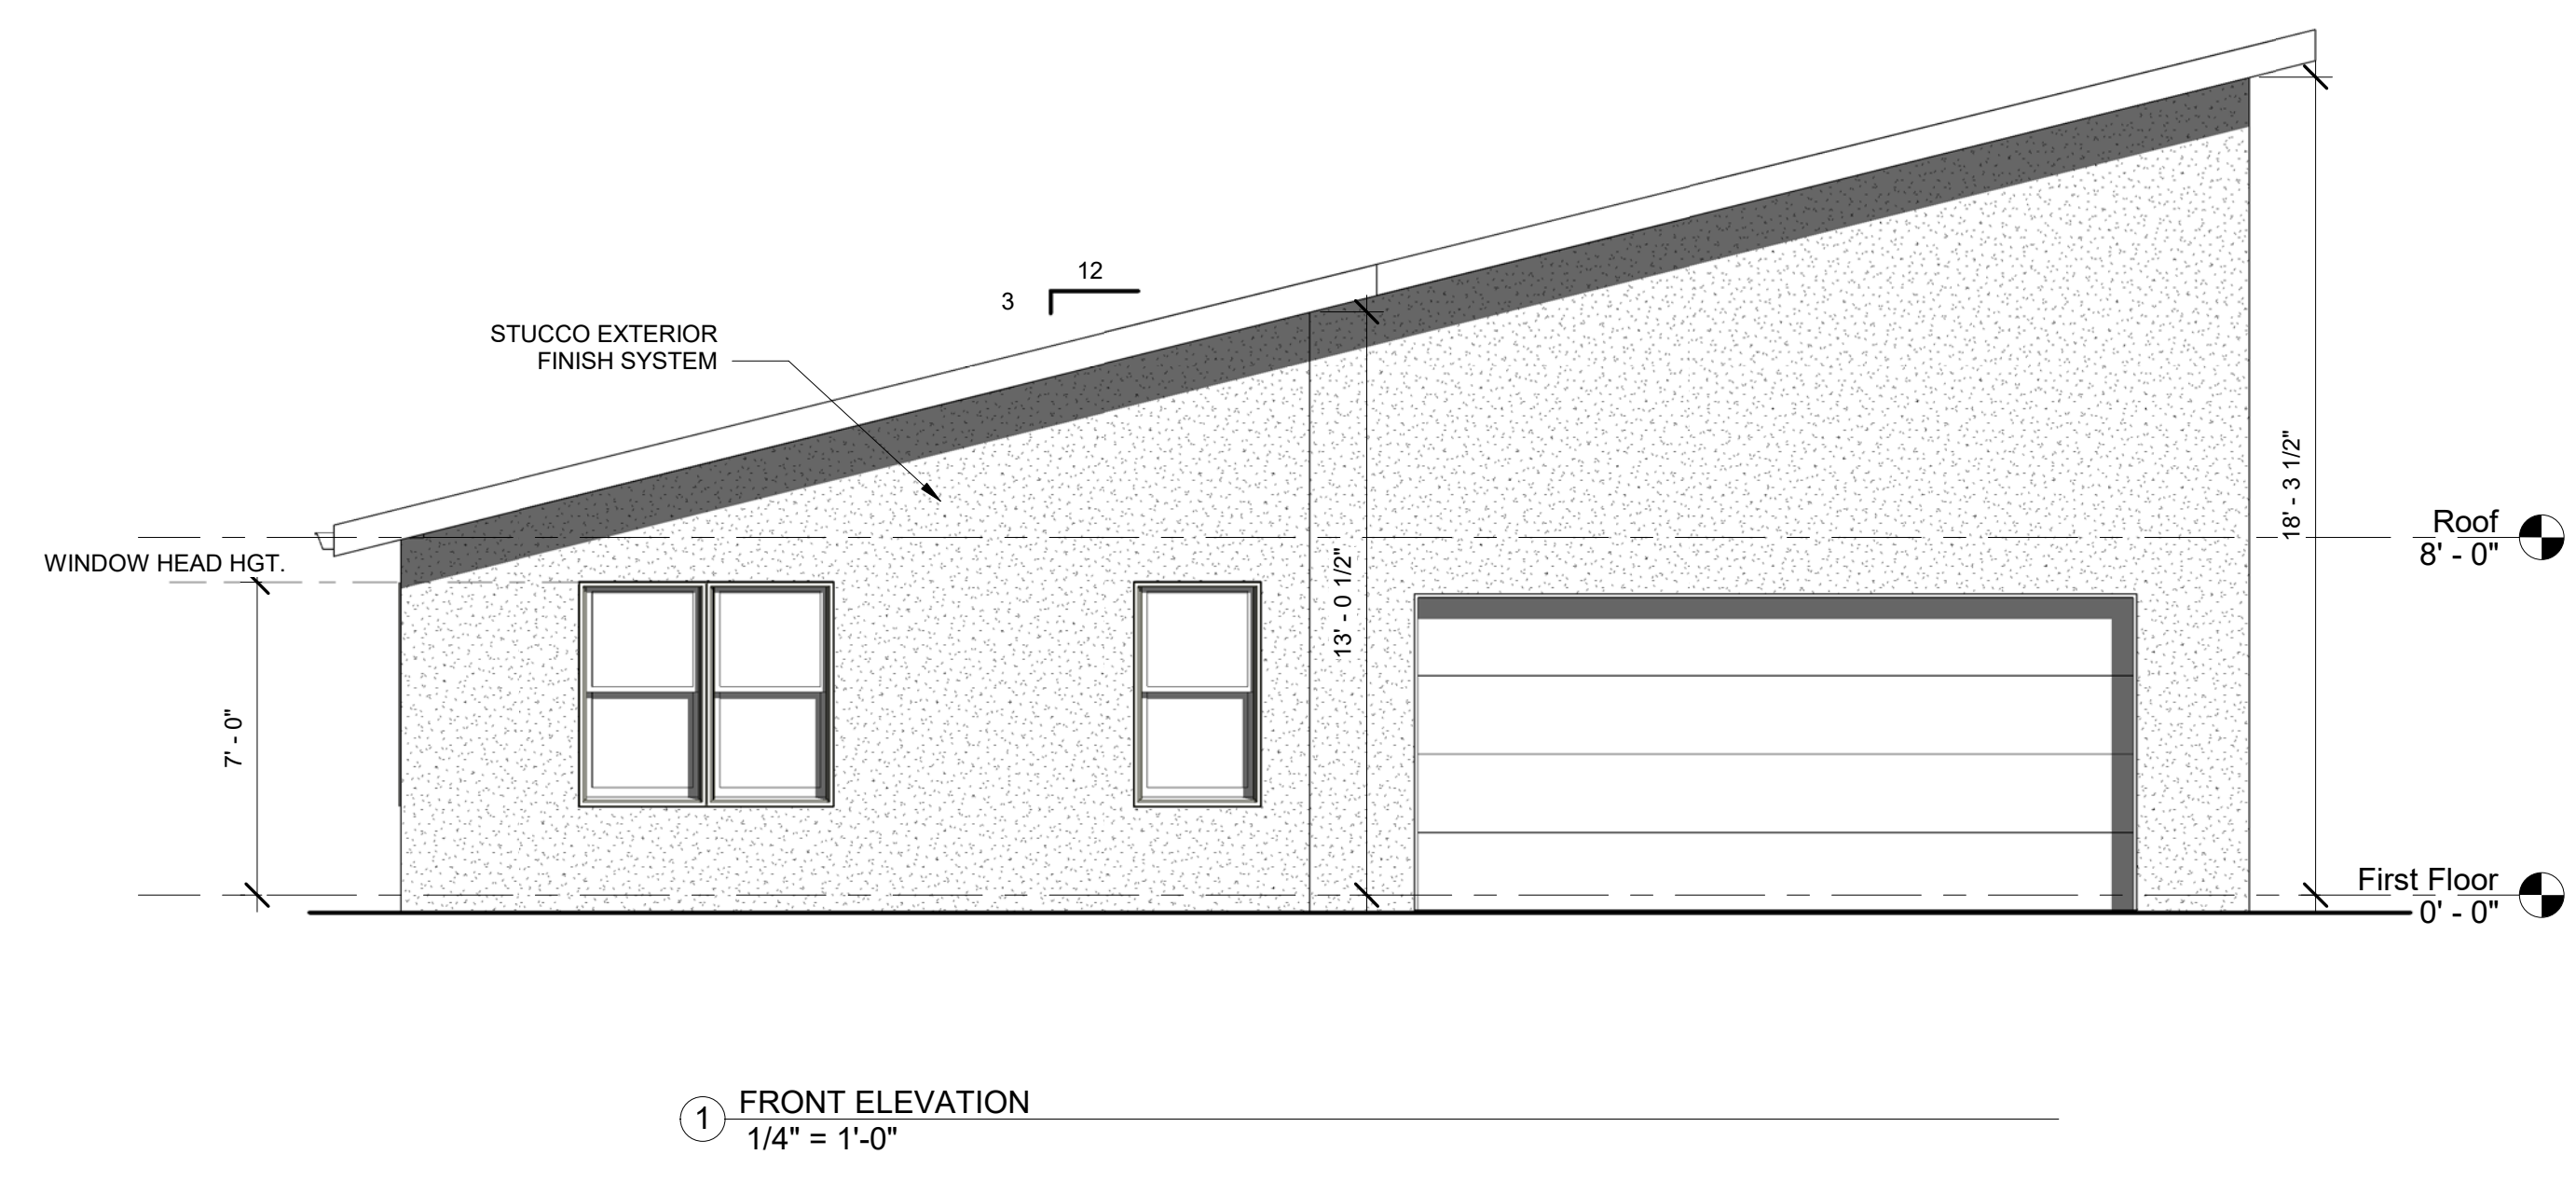 12
3
STUCCO EXTERIOR
FINISH SYSTEM
WINDOW HEAD HGT.
7' - 0"
13' - 0 1/2"
18' - 3 1/2"
Roof
8' - 0"
First Floor
0' - 0"
1
FRONT ELEVATION
1/4" = 1'-0"